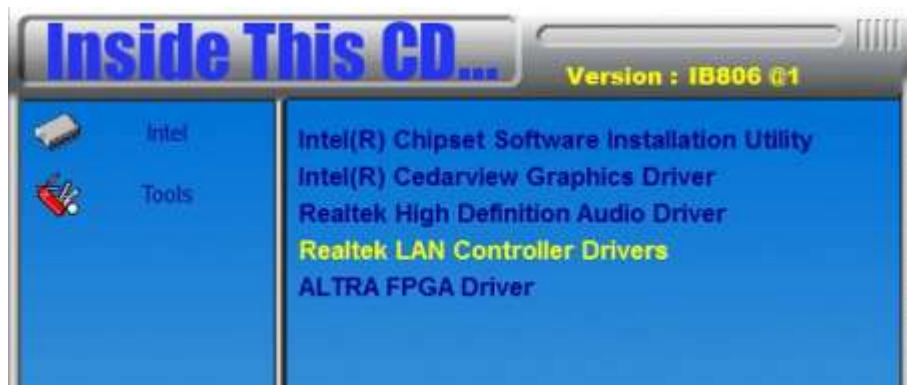 Inside This CD...
Version : IB806 @1
Intel
Tools
Intel(R) Chipset Software Installation Utility
Intel(R) Cedarview Graphics Driver
Realtek High Definition Audio Driver
Realtek LAN Controller Drivers
ALTRA FPGA Driver